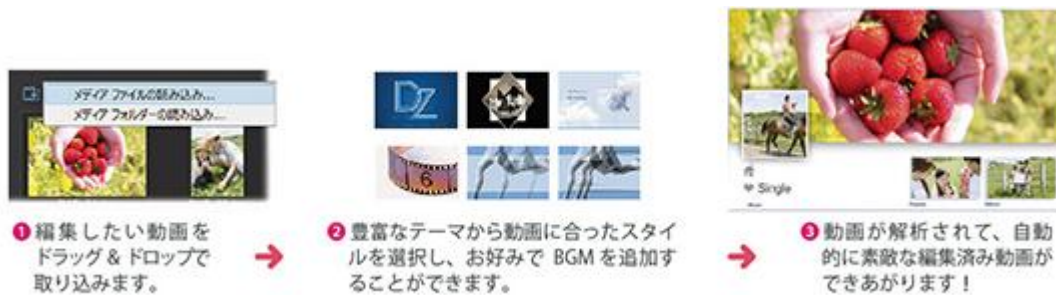 メディア ファイルの読み込み...
メディア フォルダーの読み込み...
DZ
6
Single
❶編集したい動画を
ドラッグ & ドロップで
取り込みます。
❷豊富なテーマから動画に合ったスタイ
ルを選択し、お好みで BGM を追加す
ることができます。
❸動画が解析されて、自動
的に素敵な編集済み動画が
できあがります！